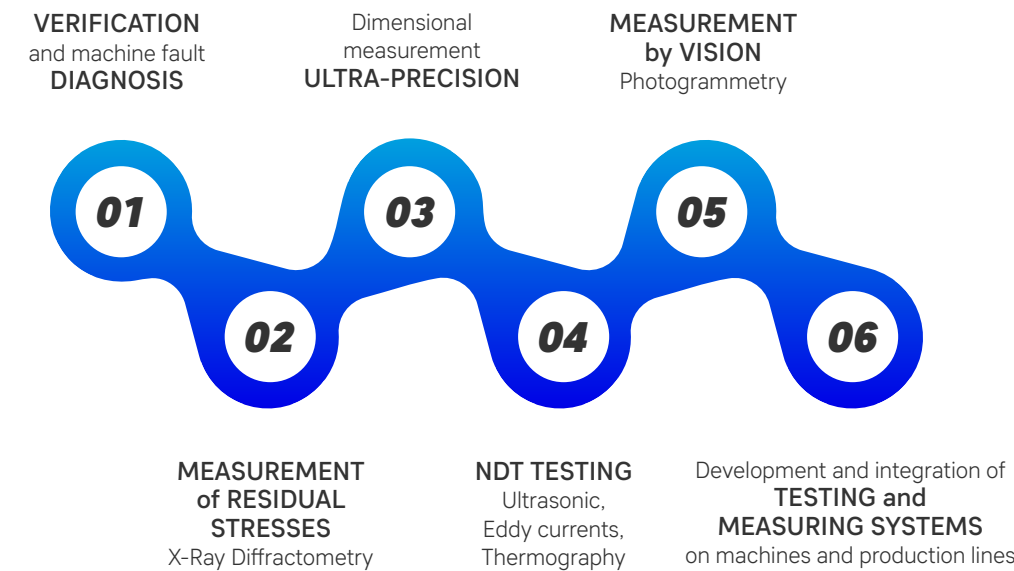 VERIFICATION
and machine fault
DIAGNOSIS
Dimensional
measurement
ULTRA-PRECISION
MEASUREMENT
by VISION
Photogrammetry
01
03
05
02
04
06
MEASUREMENT
of RESIDUAL
STRESSES
X-Ray Diffractometry
NDT TESTING
Ultrasonic,
Eddy currents,
Thermography
Development and integration of
TESTING and
MEASURING SYSTEMS
on machines and production lines